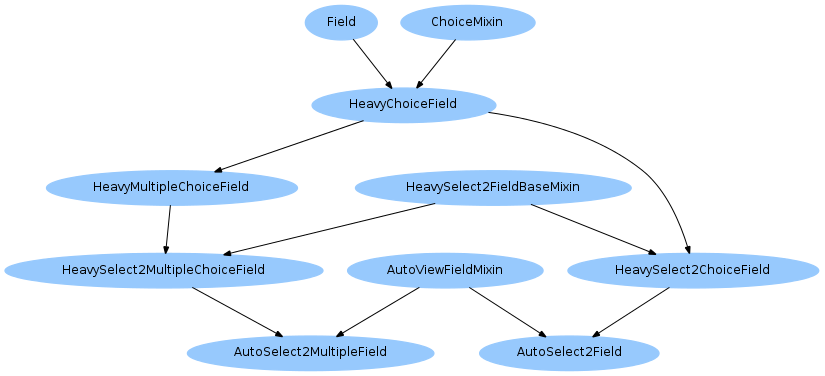 Field
ChoiceMixin
HeavyChoiceField
HeavyMultipleChoiceField
HeavySelect2FieldBaseMixin
HeavySelect2MultipleChoiceField
AutoViewFieldMixin
HeavySelect2ChoiceField
AutoSelect2MultipleField
AutoSelect2Field